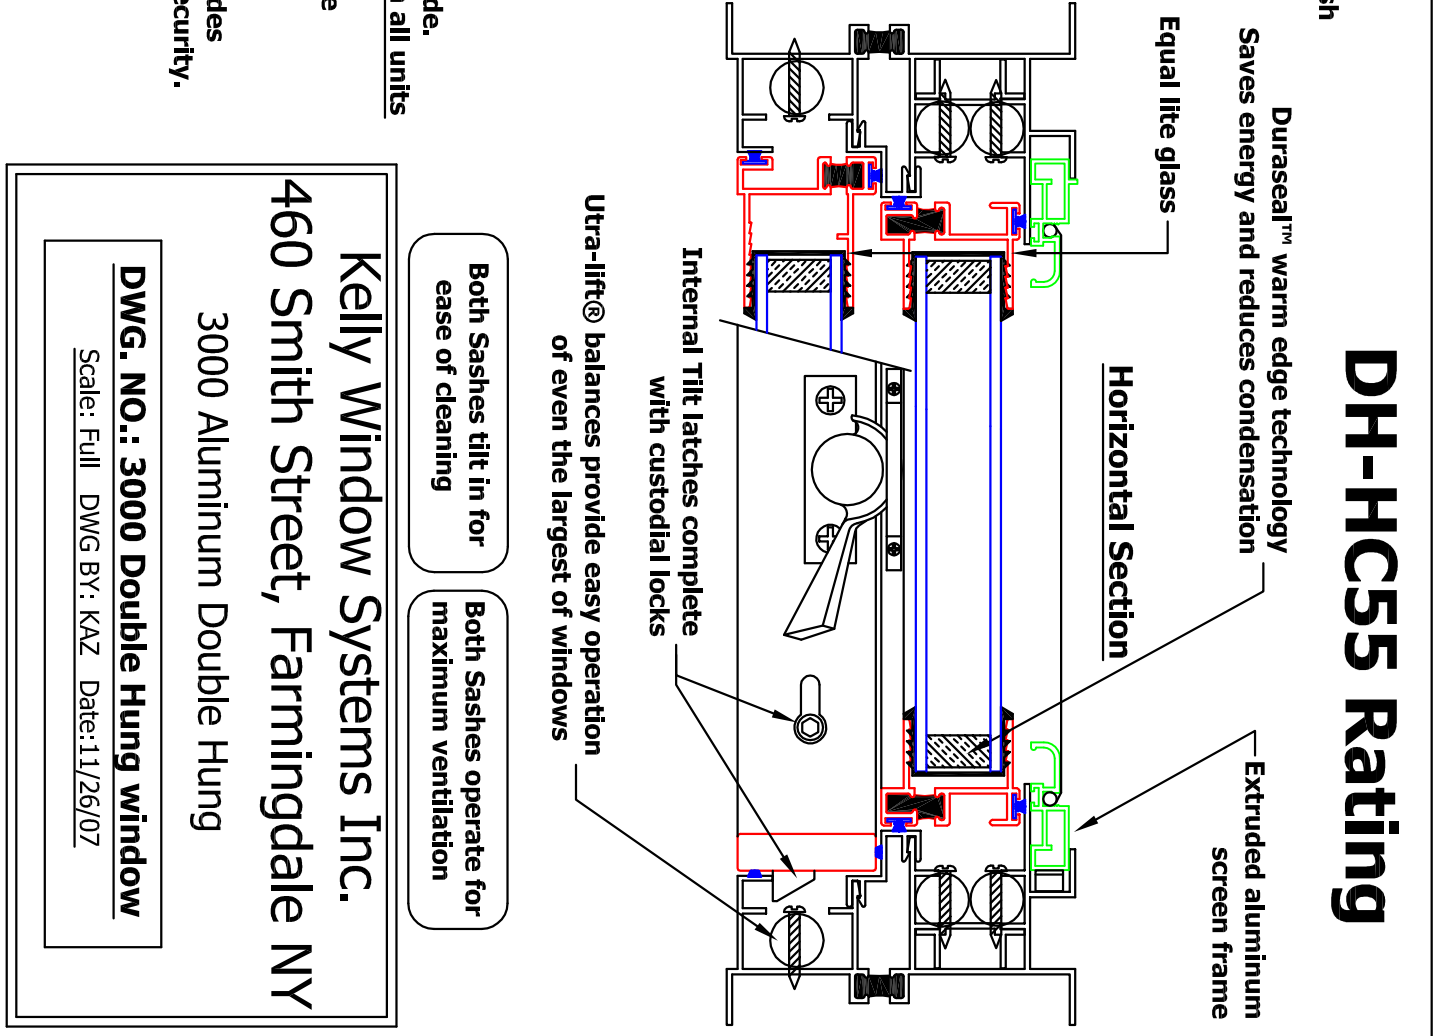 DH-HC55 Rating
sh
Duraseal™ warm edge technology
Saves energy and reduces condensation
Equal lite glass
Extruded aluminum
screen frame
Horizontal Section
Internal Tilt latches complete
with custodial locks
Utra-lift® balances provide easy operation
of even the largest of windows
Both Sashes tilt in for
ease of cleaning
Both Sashes operate for
maximum ventilation
de.
all units
e
des
ecurity.
Kelly Window Systems Inc.
460 Smith Street, Farmingdale NY
3000 Aluminum Double Hung
DWG. NO.: 3000 Double Hung window
Scale: Full DWG BY: KAZ Date:11/26/07